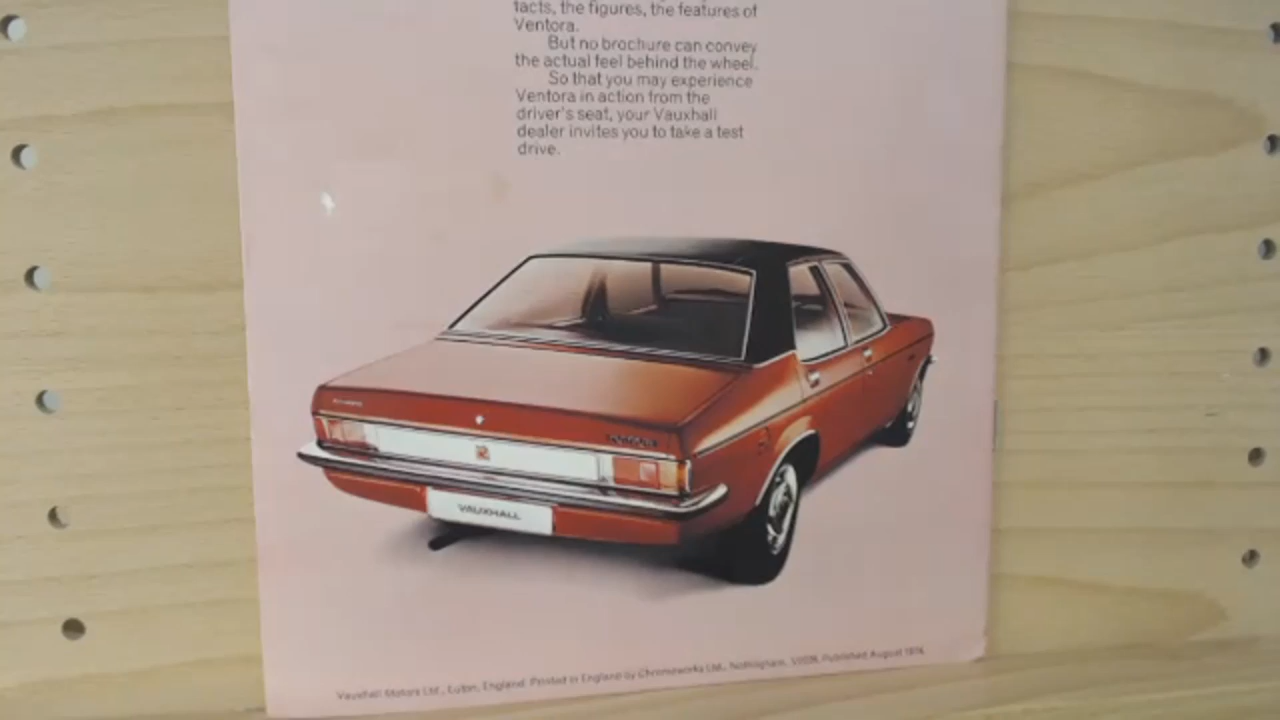 facts, the figures, the features of
Ventora.
But no brochure can convey
the actual feel behind the wheel.
So that you may experience
Ventora in action from the
driver's seat, your Vauxhall
dealer invites you to take a test
drive.
VAUXHALL
Vauxhall Motors Ltd., Luton, England. Printed in England by Chromoworks Ltd., Nottingham. Published August 1974.